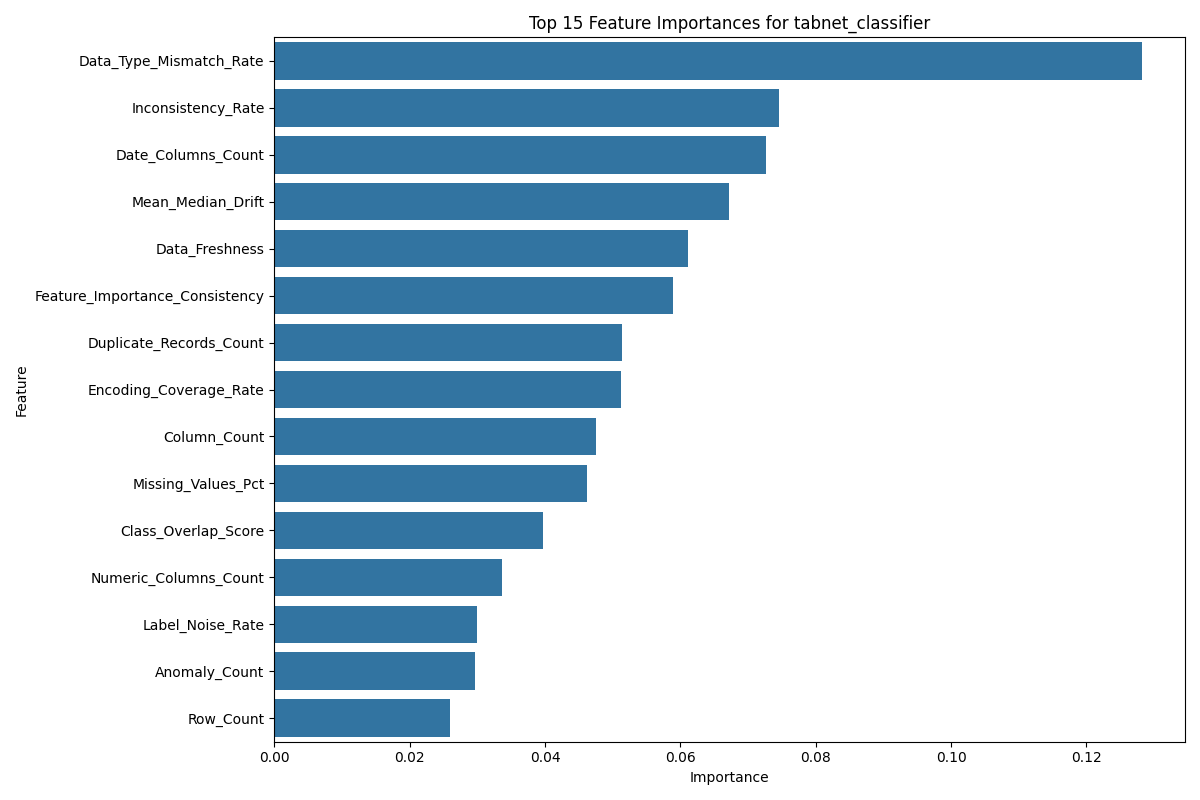 Top 15 Feature Importances for tabnet_classifier
Data_Type_Mismatch_Rate
Inconsistency_Rate
Date_Columns_Count
Mean_Median_Drift
Data_Freshness
Feature_Importance_Consistency
Duplicate_Records_Count
Encoding_Coverage_Rate
Column_Count
Missing_Values_Pct
Class_Overlap_Score
Numeric_Columns_Count
Label_Noise_Rate
Anomaly_Count
Row_Count
Feature
0.00 0.02 0.04 0.06 0.08 0.10 0.12
Importance